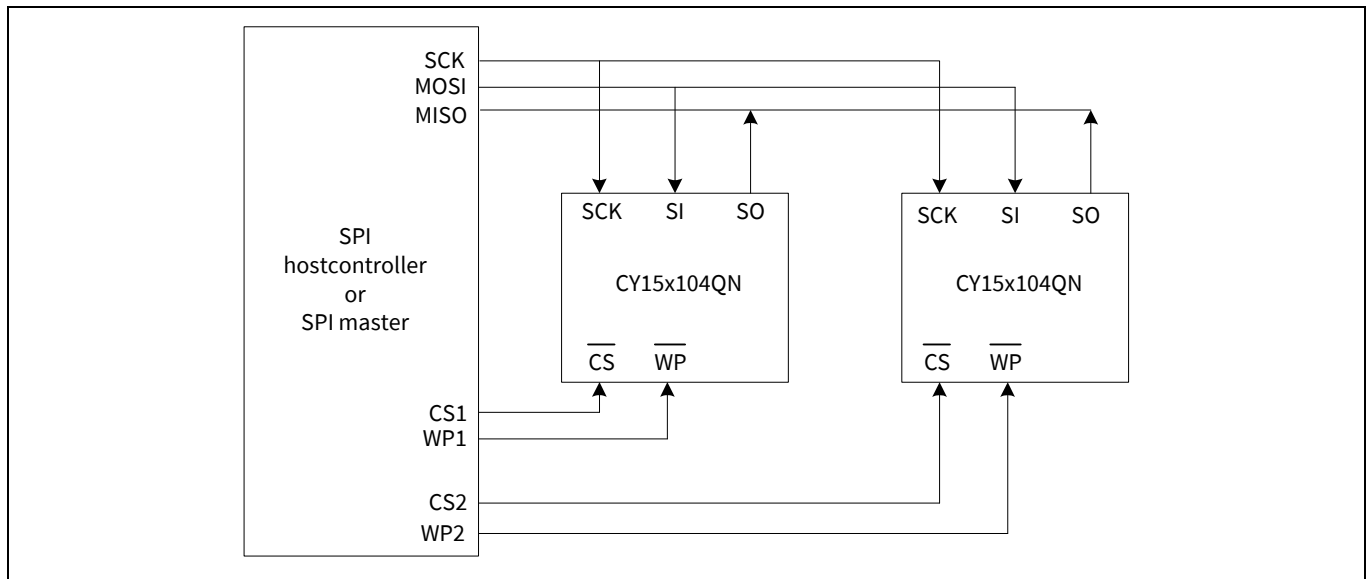 SCK
MOSI
MISO
SPI
hostcontroller
or
SPI master
CS1
WP1
CS2
WP2
SCK SI SO
CY15x104QN
CS WP
SCK SI SO
CY15x104QN
CS WP